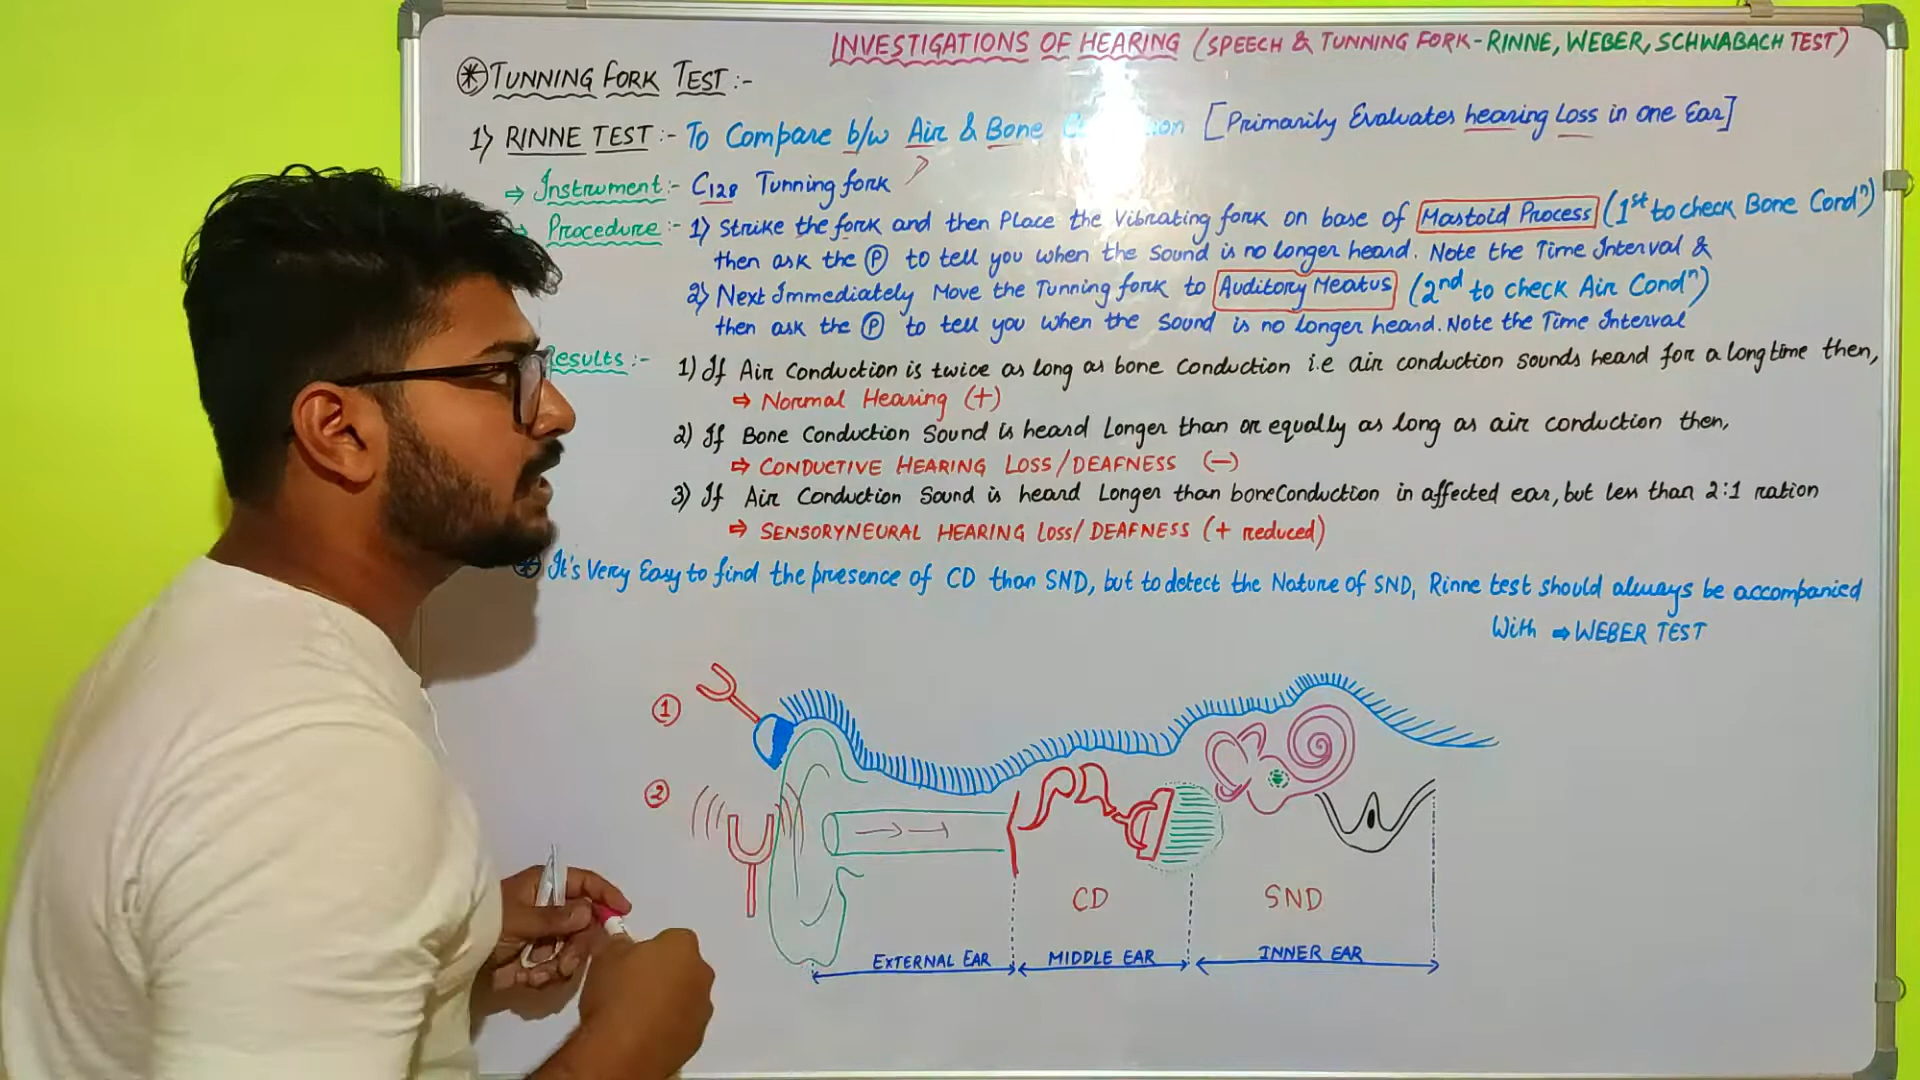 INVESTIGATIONS OF HEARING (SPEECH & TUNNING FORK - RINNE, WEBER, SCHWABACH TEST)
* TUNNING FORK TEST :-
1) RINNE TEST :- To Compare b/w Air & Bone [Primarily Evaluates hearing Loss in one Ear]
⇒ Instrument :- C128 Tunning fork
Procedure :- 1) Strike the fork and then Place the Vibrating fork on base of Mastoid Process (1st to check Bone Condn)
then ask the Ⓟ to tell you when the Sound is no longer heard. Note the Time Interval &
2) Next Immediately Move the Tunning fork to Auditory Meatus (2nd to check Air Condn)
then ask the Ⓟ to tell you when the Sound is no longer heard. Note the Time Interval
Results :- 1) If Air Conduction is twice as long as bone Conduction i.e air conduction sounds heard for a long time then,
⇒ Normal Hearing (+)
2) If Bone Conduction Sound is heard Longer than or equally as long as air conduction then,
⇒ CONDUCTIVE HEARING LOSS/DEAFNESS (-)
3) If Air Conduction Sound is heard Longer than bone Conduction in affected ear, but less than 2:1 ration
⇒ SENSORYNEURAL HEARING LOSS/DEAFNESS (+ reduced)
* It's Very Easy to find the presence of CD than SND, but to detect the Nature of SND, Rinne test should always be accompanied
With ⇒ WEBER TEST
①
②
CD
SND
EXTERNAL EAR
MIDDLE EAR
INNER EAR